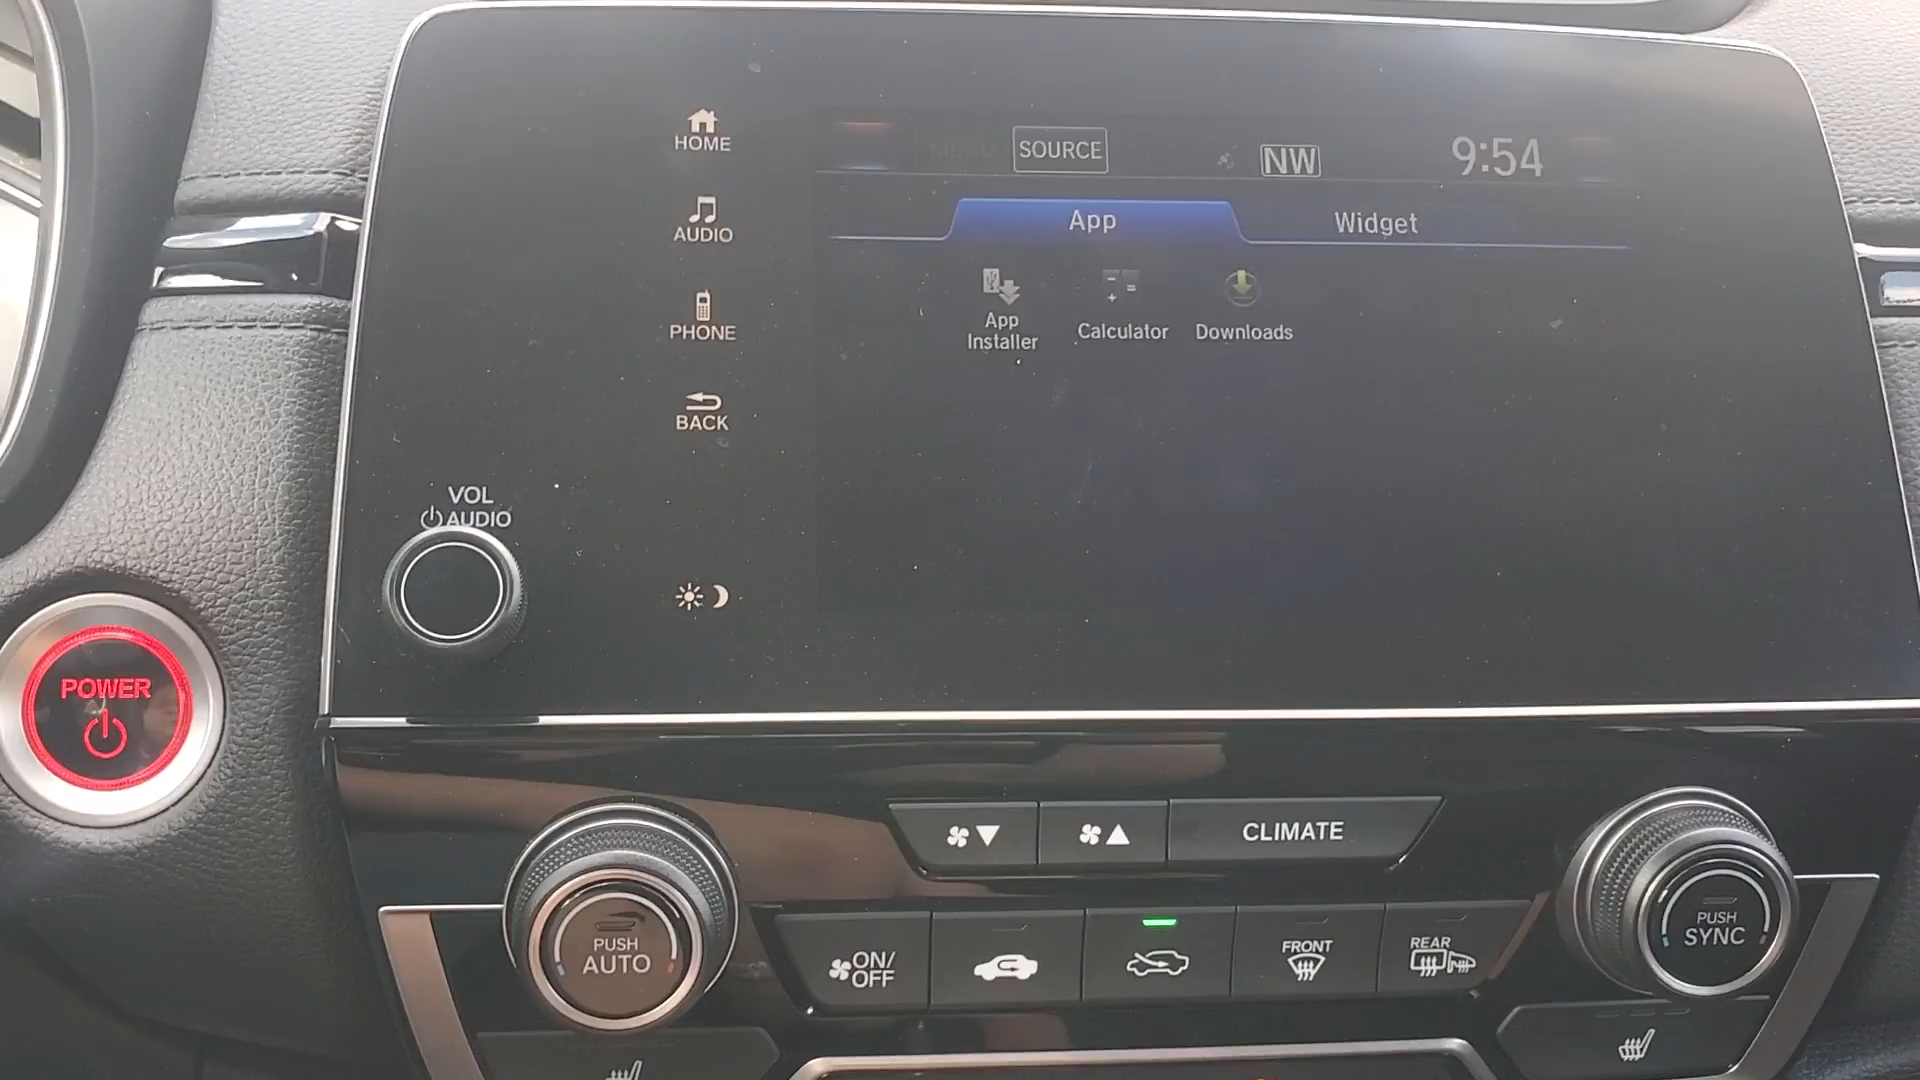 HOME
AUDIO
PHONE
BACK
VOL
AUDIO
MENU
SOURCE
NW
9:54
App
Widget
App
Installer
Calculator
Downloads
POWER
CLIMATE
PUSH
AUTO
ON/
OFF
FRONT
REAR
PUSH
SYNC